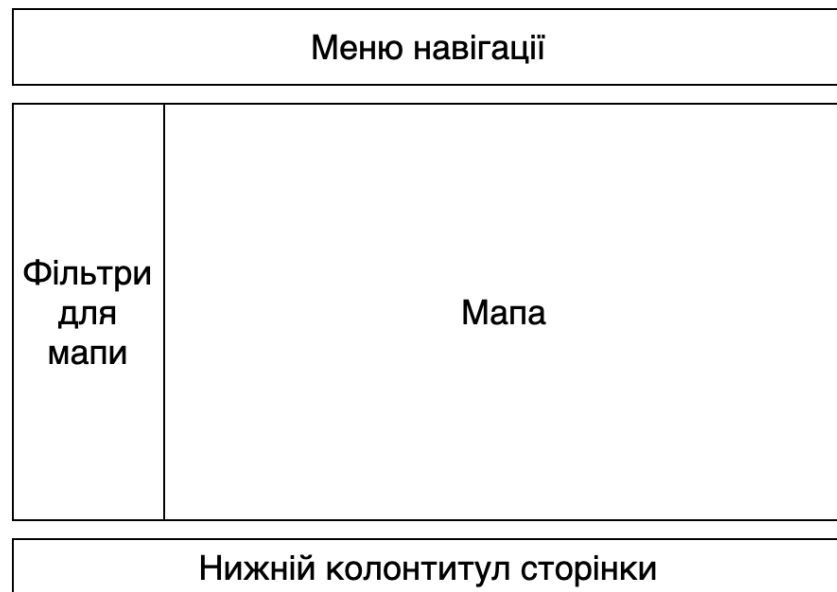 Меню навігації
Фільтри
для
мапи
Мапа
Нижній колонтитул сторінки